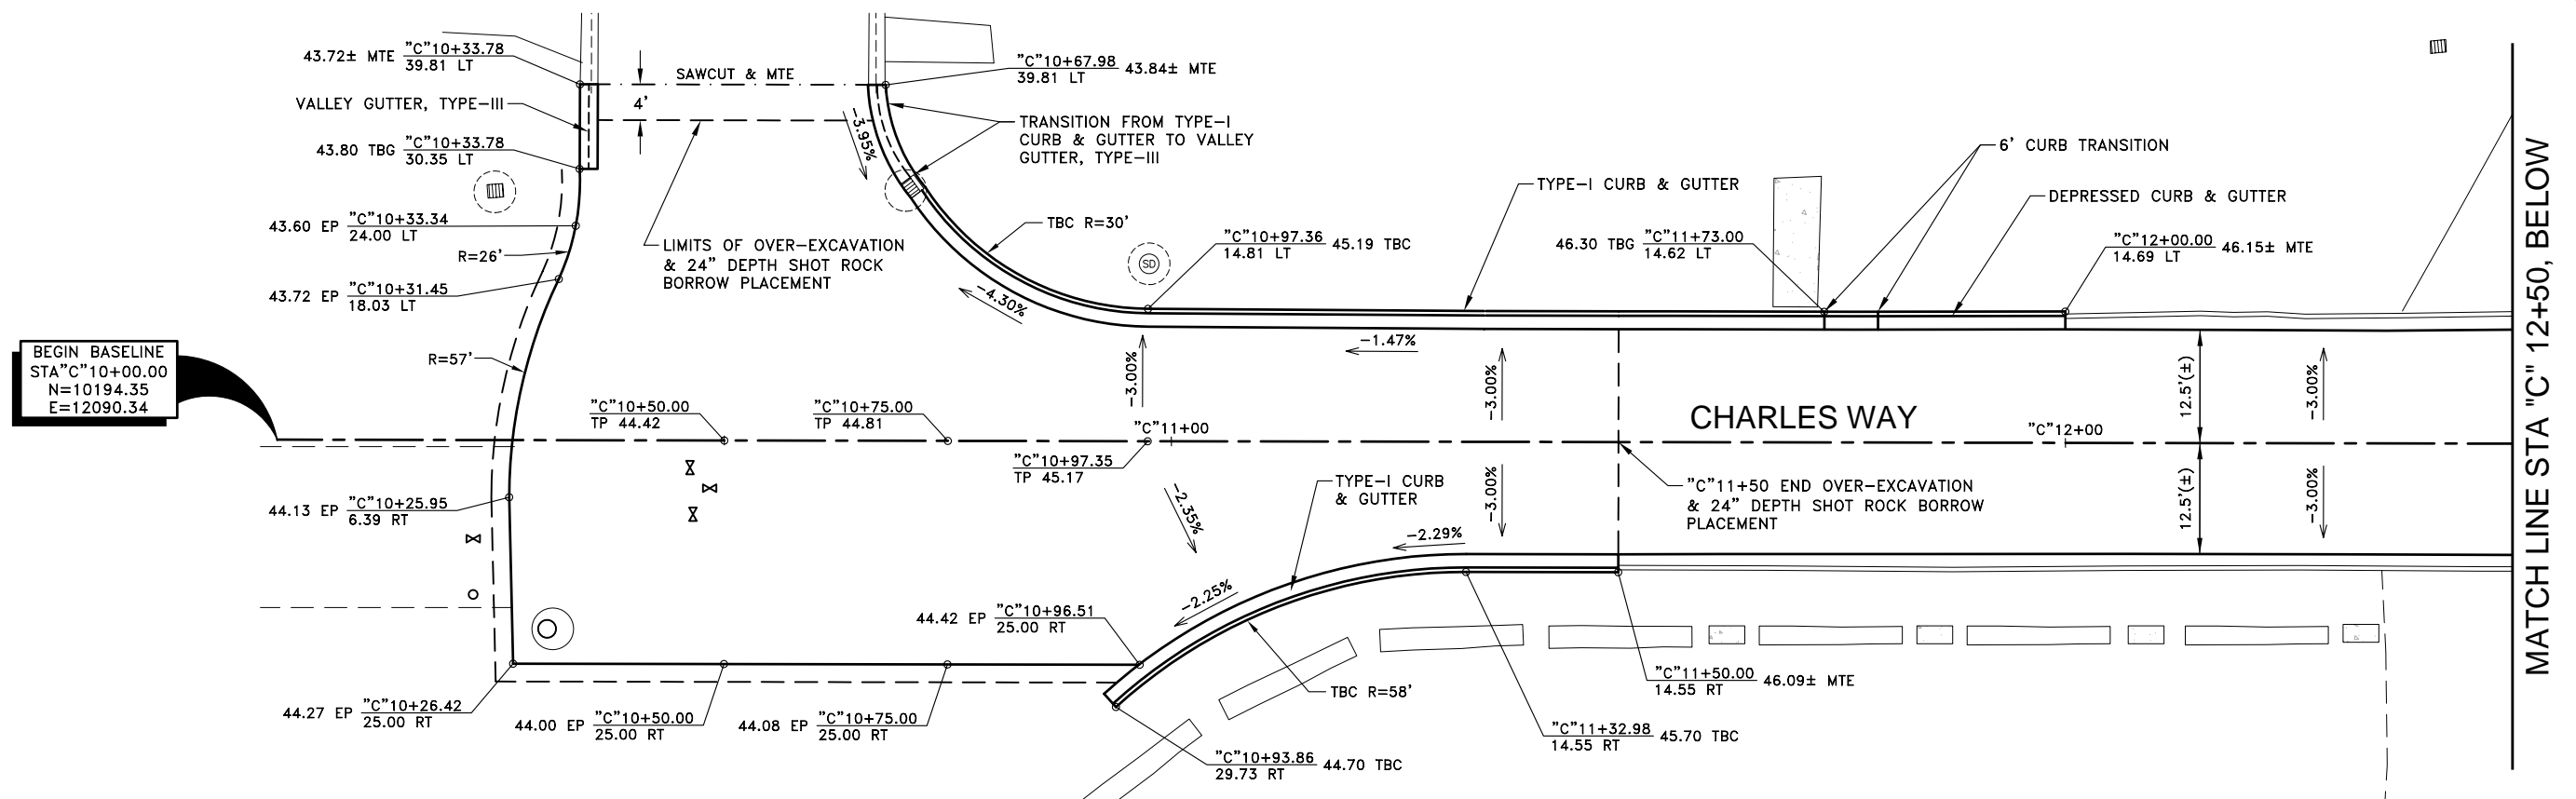 43.72± MTE "C"10+33.78
39.81 LT
VALLEY GUTTER, TYPE-III
43.80 TBG "C"10+33.78
30.35 LT
43.60 EP "C"10+33.34
24.00 LT
R=26'
43.72 EP "C"10+31.45
18.03 LT
BEGIN BASELINE
STA"C"10+00.00
N=10194.35
E=12090.34
R=57'
44.13 EP "C"10+25.95
6.39 RT
44.27 EP "C"10+26.42
25.00 RT
SAWCUT & MTE
4'
"C"10+67.98 43.84± MTE
39.81 LT
-3.95%
TRANSITION FROM TYPE-I
CURB & GUTTER TO VALLEY
GUTTER, TYPE-III
LIMITS OF OVER-EXCAVATION
& 24" DEPTH SHOT ROCK
BORROW PLACEMENT
TBC R=30'
SD
-4.30%
"C"10+97.36 45.19 TBC
14.81 LT
TYPE-I CURB & GUTTER
6' CURB TRANSITION
DEPRESSED CURB & GUTTER
46.30 TBG "C"11+73.00
14.62 LT
"C"12+00.00 46.15± MTE
14.69 LT
-1.47%
-3.00%
-3.00%
12.5'(±)
-3.00%
"C"10+50.00
TP 44.42
"C"10+75.00
TP 44.81
"C"11+00
"C"10+97.35
TP 45.17
CHARLES WAY
"C"12+00
-2.35%
TYPE-I CURB
& GUTTER
-3.00%
"C"11+50 END OVER-EXCAVATION
& 24" DEPTH SHOT ROCK BORROW
PLACEMENT
12.5'(±)
-3.00%
-2.29%
-2.25%
44.42 EP "C"10+96.51
25.00 RT
44.00 EP "C"10+50.00
25.00 RT
44.08 EP "C"10+75.00
25.00 RT
TBC R=58'
"C"11+50.00 46.09± MTE
14.55 RT
"C"11+32.98 45.70 TBC
14.55 RT
"C"10+93.86 44.70 TBC
29.73 RT
MATCH LINE STA "C" 12+50, BELOW